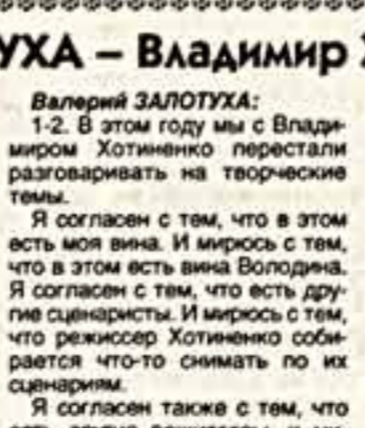 УХА – Владимир
Валерий ЗАЛОТУХА:
1-2. В этом году мы с Влади-
миром Хотиненко перестали
разговаривать на творческие
темы.
Я согласен с тем, что в этом
есть моя вина. И мирюсь с тем,
что в этом есть вина Володина.
Я согласен с тем, что есть дру-
гие сценаристы. И мирюсь с тем,
что режиссер Хотиненко соби-
рается что-то снимать по их
сценариям.
Я согласен также с тем, что